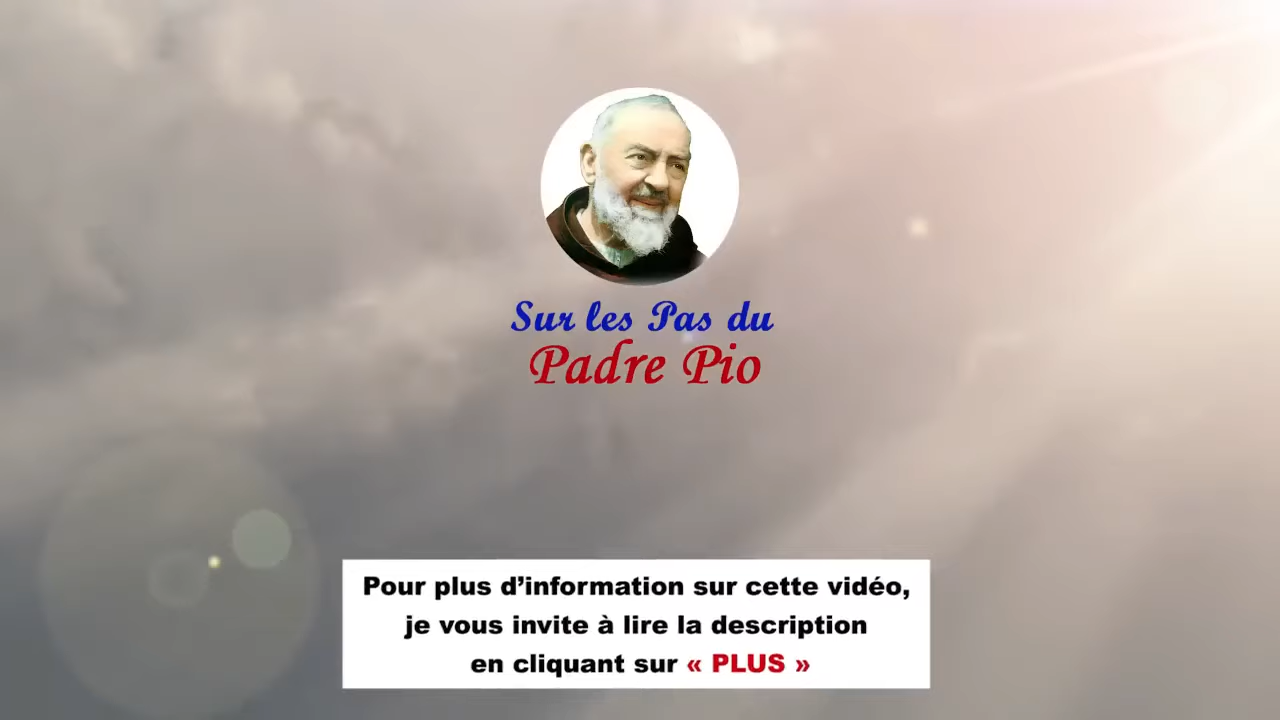 Sur les Pas du
Padre Pio
Pour plus d’information sur cette vidéo,
je vous invite à lire la description
en cliquant sur « PLUS »